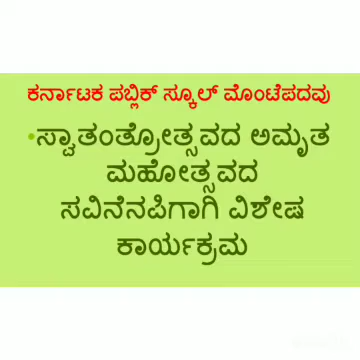 ಕರ್ನಾಟಕ ಪಬ್ಲಿಕ್ ಸ್ಕೂಲ್ ಮೊಂಟೆಪದವು
•ಸ್ವಾತಂತ್ರೋತ್ಸವದ ಅಮೃತ
ಮಹೋತ್ಸವದ
ಸವಿನೆನಪಿಗಾಗಿ ವಿಶೇಷ
ಕಾರ್ಯಕ್ರಮ